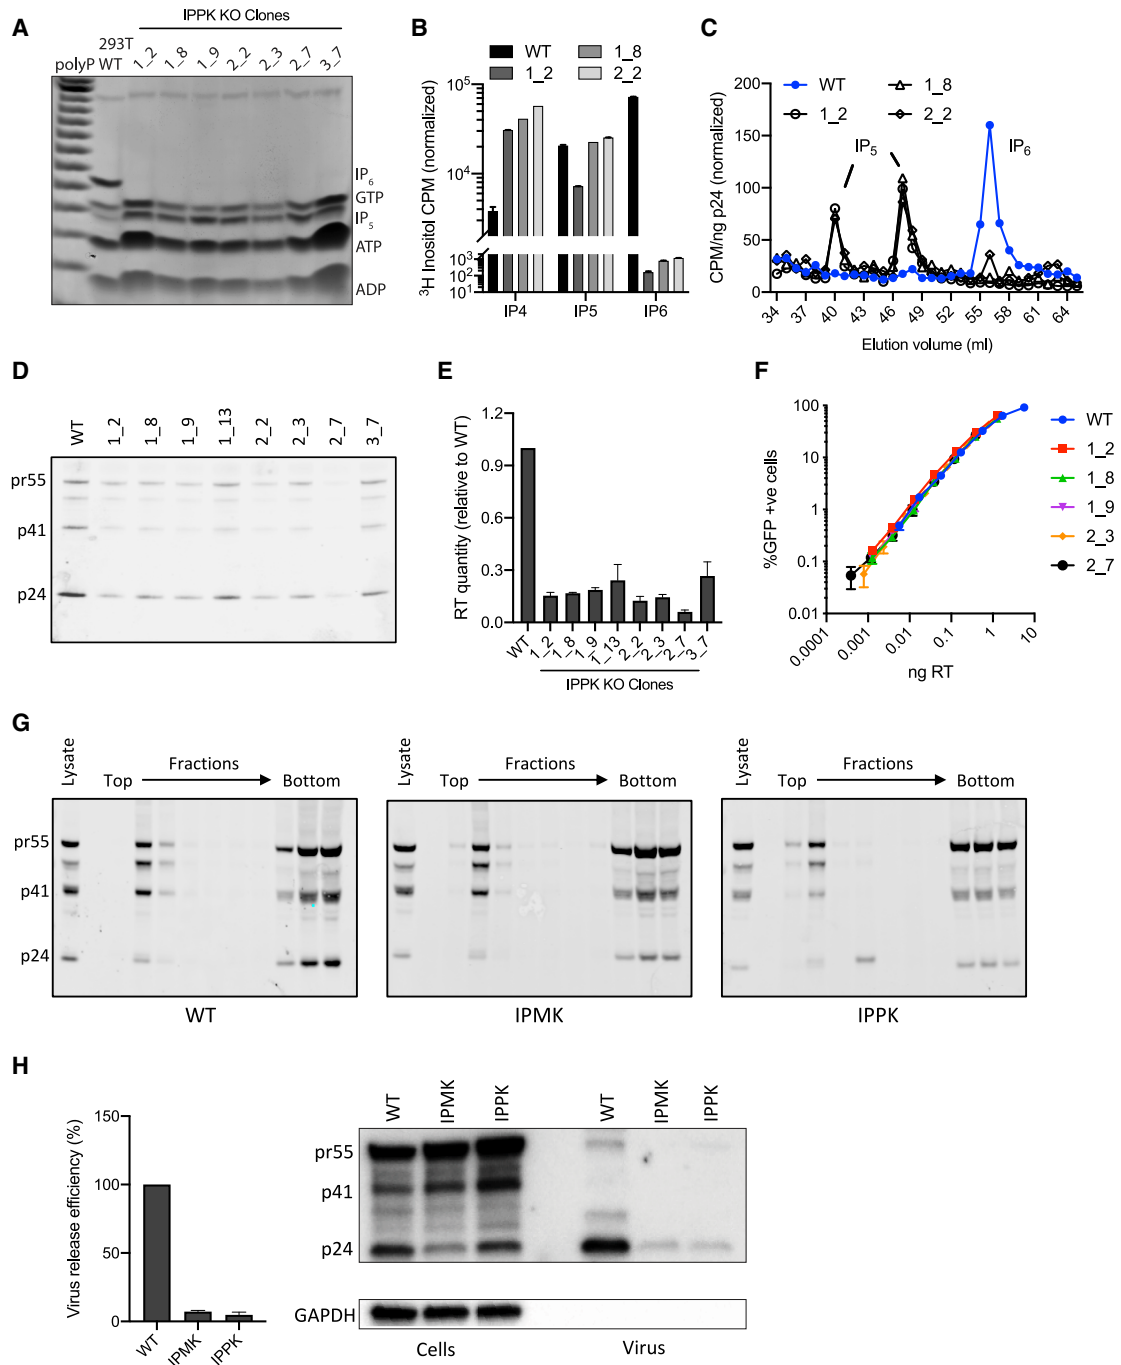 A
IPPK KO Clones
polyP
293T
WT
1_2
1_8
1_9
2_2
2_3
2_7
3_7
IP6
GTP
IP5
ATP
ADP
B
WT
1_2
1_8
2_2
3H Inositol CPM (normalized)
10^5
10^4
10^3
10^2
10^1
IP4
IP5
IP6
C
WT
1_2
1_8
2_2
CPM/ng p24 (normalized)
200
150
100
50
0
IP5
IP6
34
37
40
43
46
49
52
55
58
61
64
Elution volume (ml)
D
WT
1_2
1_8
1_9
1_13
2_2
2_3
2_7
3_7
pr55
p41
p24
E
RT quantity (relative to WT)
1.2
0.9
0.6
0.3
0.0
WT
1_2
1_8
1_9
1_13
2_2
2_3
2_7
3_7
IPPK KO Clones
F
%GFP +ve cells
100
10
1
0.1
0.01
0.0001
0.001
0.01
0.1
1
10
ng RT
WT
1_2
1_8
1_9
2_3
2_7
G
Lysate
Top
Fractions
Bottom
Lysate
Top
Fractions
Bottom
Lysate
Top
Fractions
Bottom
pr55
p41
p24
WT
IPMK
IPPK
H
Virus release efficiency (%)
150
100
50
0
WT
IPMK
IPPK
WT
IPMK
IPPK
WT
IPMK
IPPK
pr55
p41
p24
GAPDH
Cells
Virus